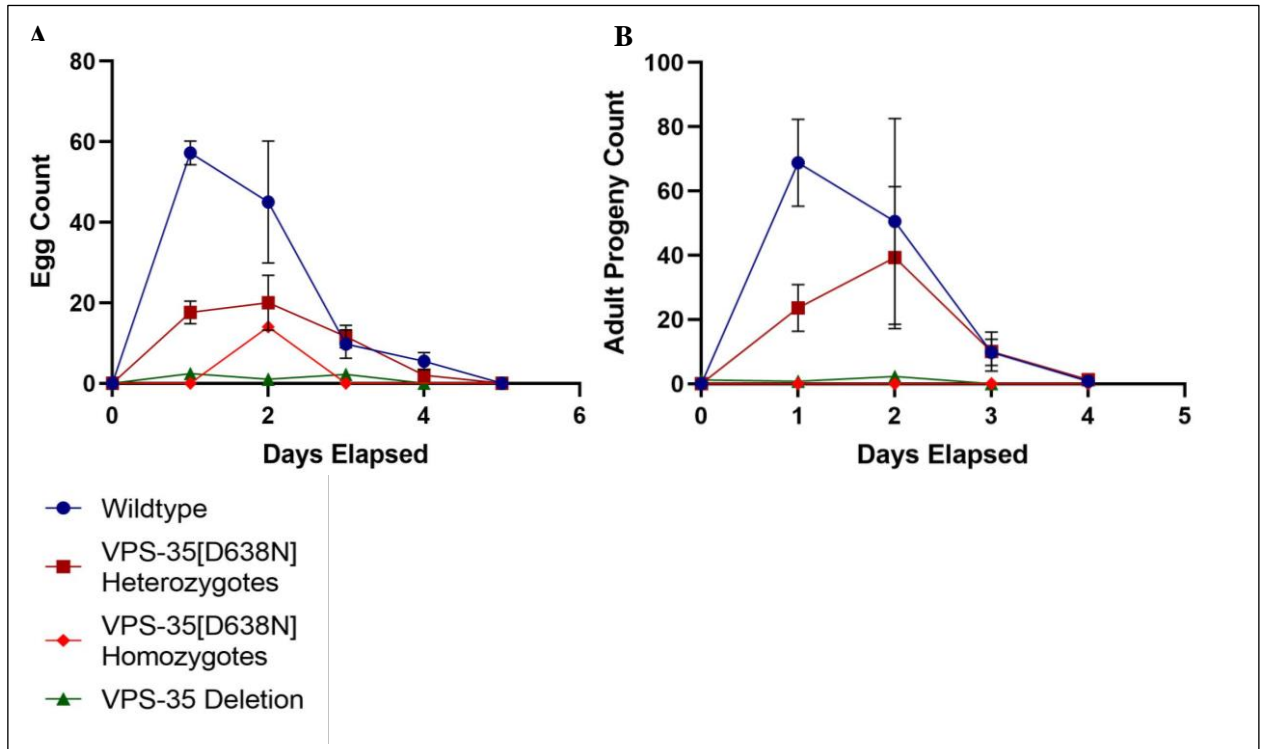 A
80
60
40
20
0
Egg Count
0
2
4
6
Days Elapsed
B
100
80
60
40
20
0
Adult Progeny Count
0
1
2
3
4
5
Days Elapsed
Wildtype
VPS-35[D638N]
Heterozygotes
VPS-35[D638N]
Homozygotes
VPS-35 Deletion